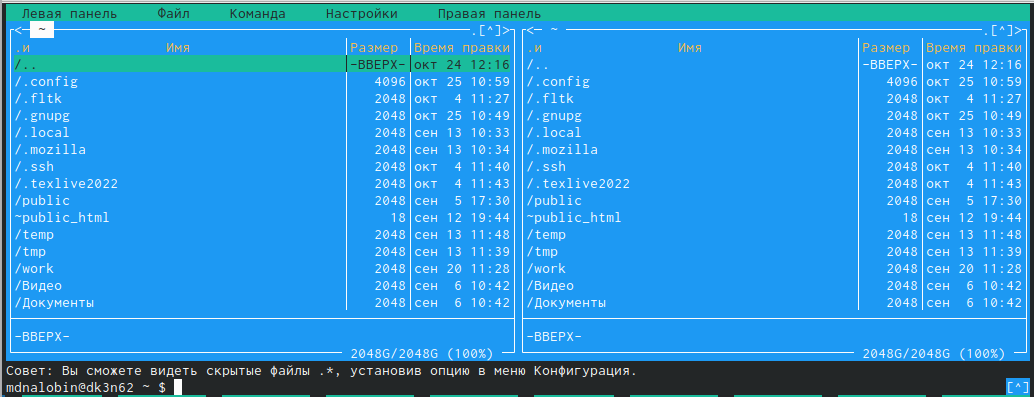 Левая панель Файл Команда Настройки Правая панель
<─ ~ ─.[^]> <─ ~ ─.[^]>
.и Имя Размер Время правки .и Имя Размер Время правки
/.. -ВВЕРХ- окт 24 12:16 /.. -ВВЕРХ- окт 24 12:16
/.config 4096 окт 25 10:59 /.config 4096 окт 25 10:59
/.fltk 2048 окт 4 11:27 /.fltk 2048 окт 4 11:27
/.gnupg 2048 окт 25 10:49 /.gnupg 2048 окт 25 10:49
/.local 2048 сен 13 10:33 /.local 2048 сен 13 10:33
/.mozilla 2048 сен 13 10:34 /.mozilla 2048 сен 13 10:34
/.ssh 2048 окт 4 11:40 /.ssh 2048 окт 4 11:40
/.texlive2022 2048 окт 4 11:43 /.texlive2022 2048 окт 4 11:43
/public 2048 сен 5 17:30 /public 2048 сен 5 17:30
~public_html 18 сен 12 19:44 ~public_html 18 сен 12 19:44
/temp 2048 сен 13 11:48 /temp 2048 сен 13 11:48
/tmp 2048 сен 13 11:39 /tmp 2048 сен 13 11:39
/work 2048 сен 20 11:28 /work 2048 сен 20 11:28
/Видео 2048 сен 6 10:42 /Видео 2048 сен 6 10:42
/Документы 2048 сен 6 10:42 /Документы 2048 сен 6 10:42
-ВВЕРХ- -ВВЕРХ-
2048G/2048G (100%) 2048G/2048G (100%)
Совет: Вы сможете видеть скрытые файлы .*, установив опцию в меню Конфигурация.
mdnalobin@dk3n62 ~ $ [^]